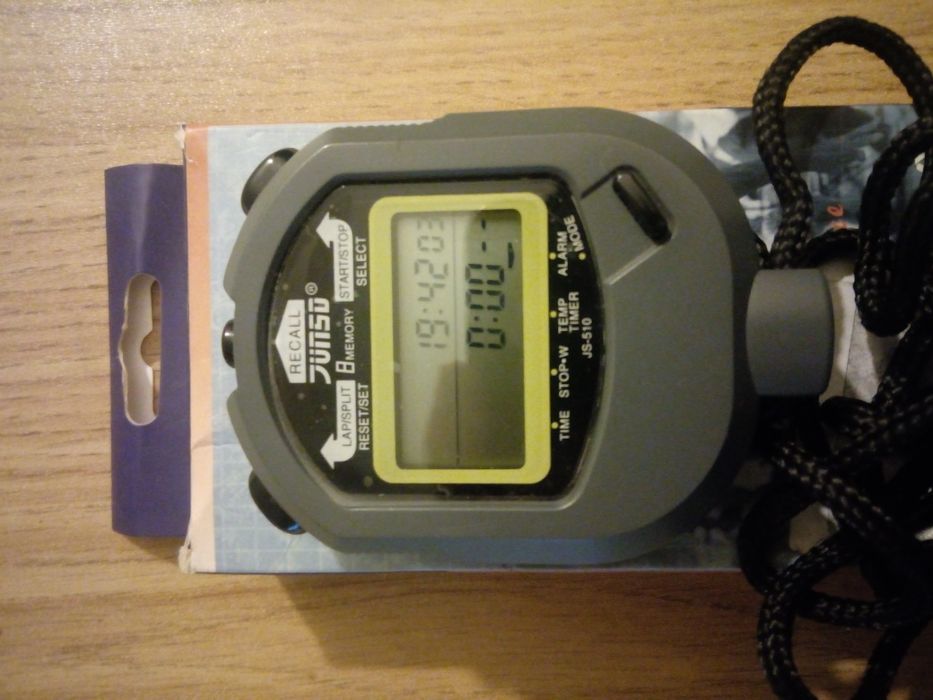 RECALL
JUNSD®
LAP/SPLIT 8 MEMORY START/STOP
RESET/SET SELECT
19:42 03
0:00 --
TIME STOP•W TEMP TIMER ALARM MODE
JS-510